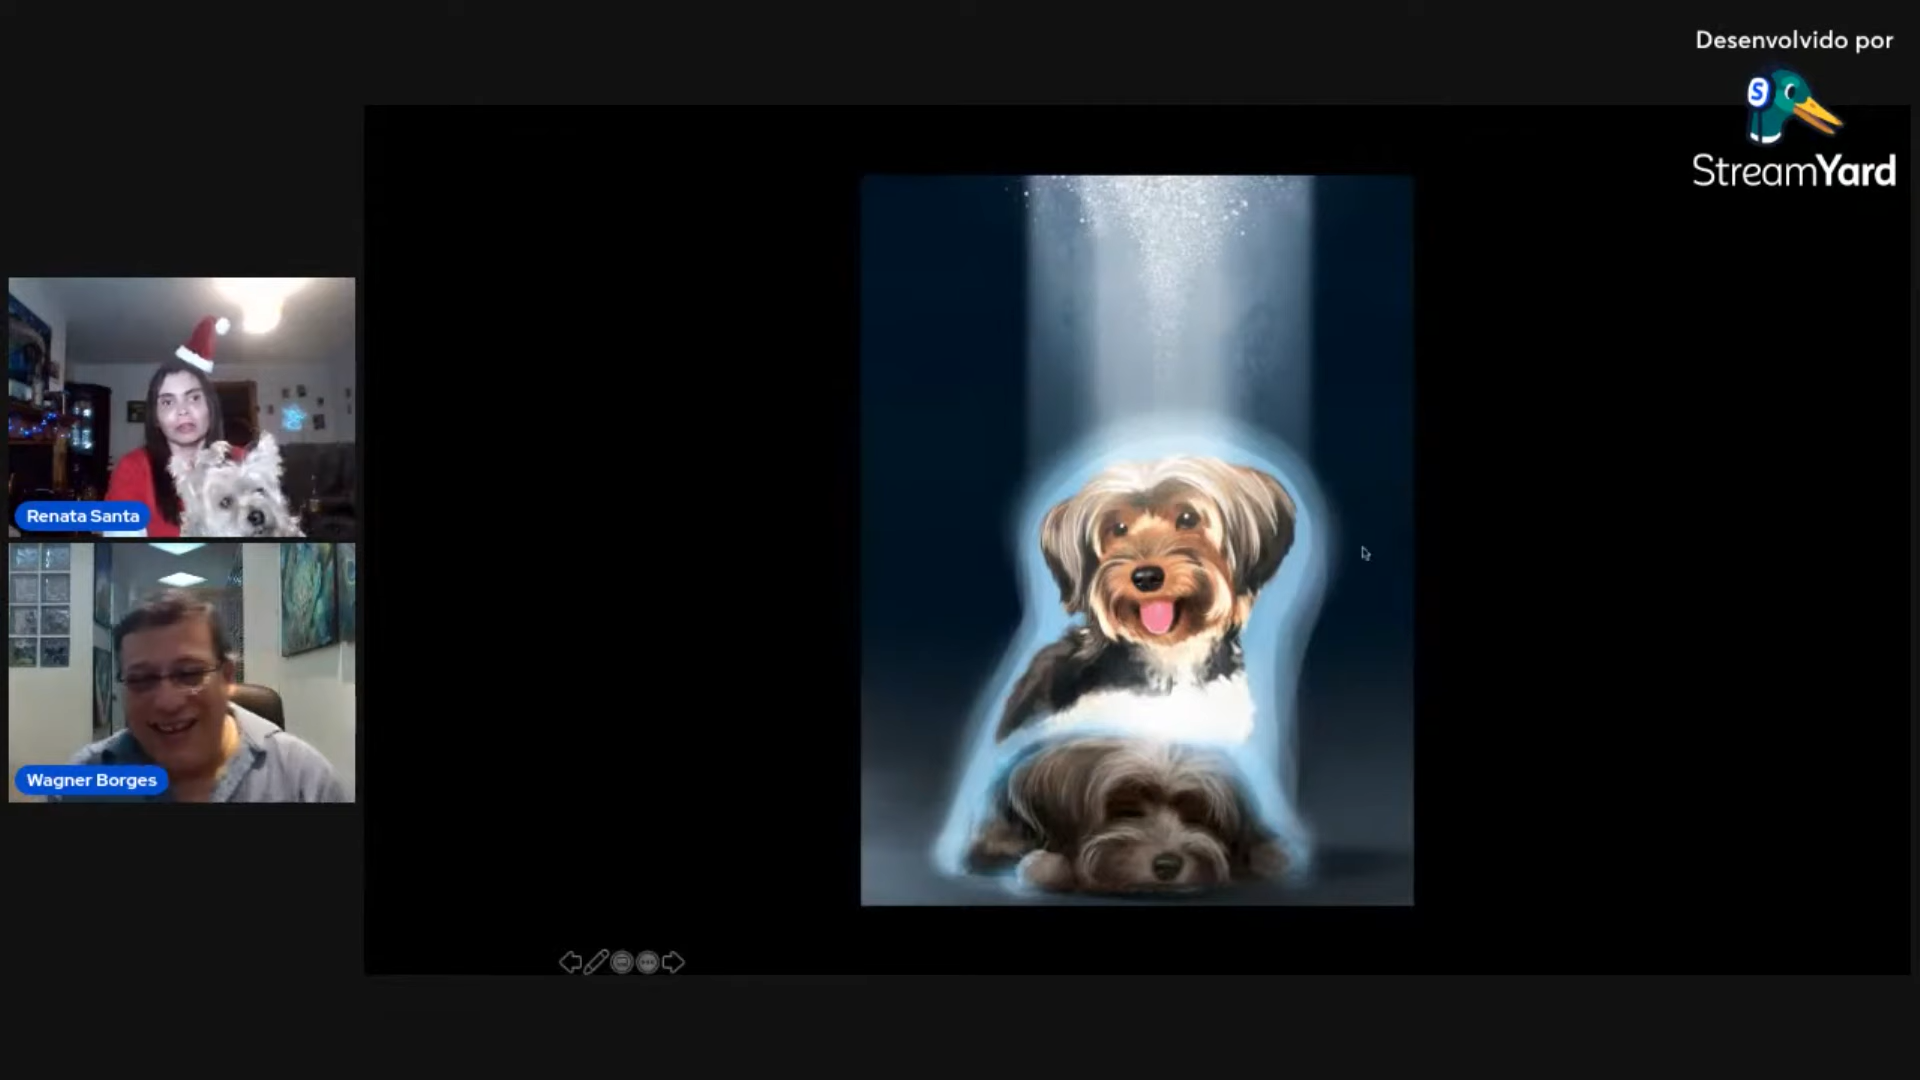 Desenvolvido por
S
StreamYard
Renata Santa
Wagner Borges